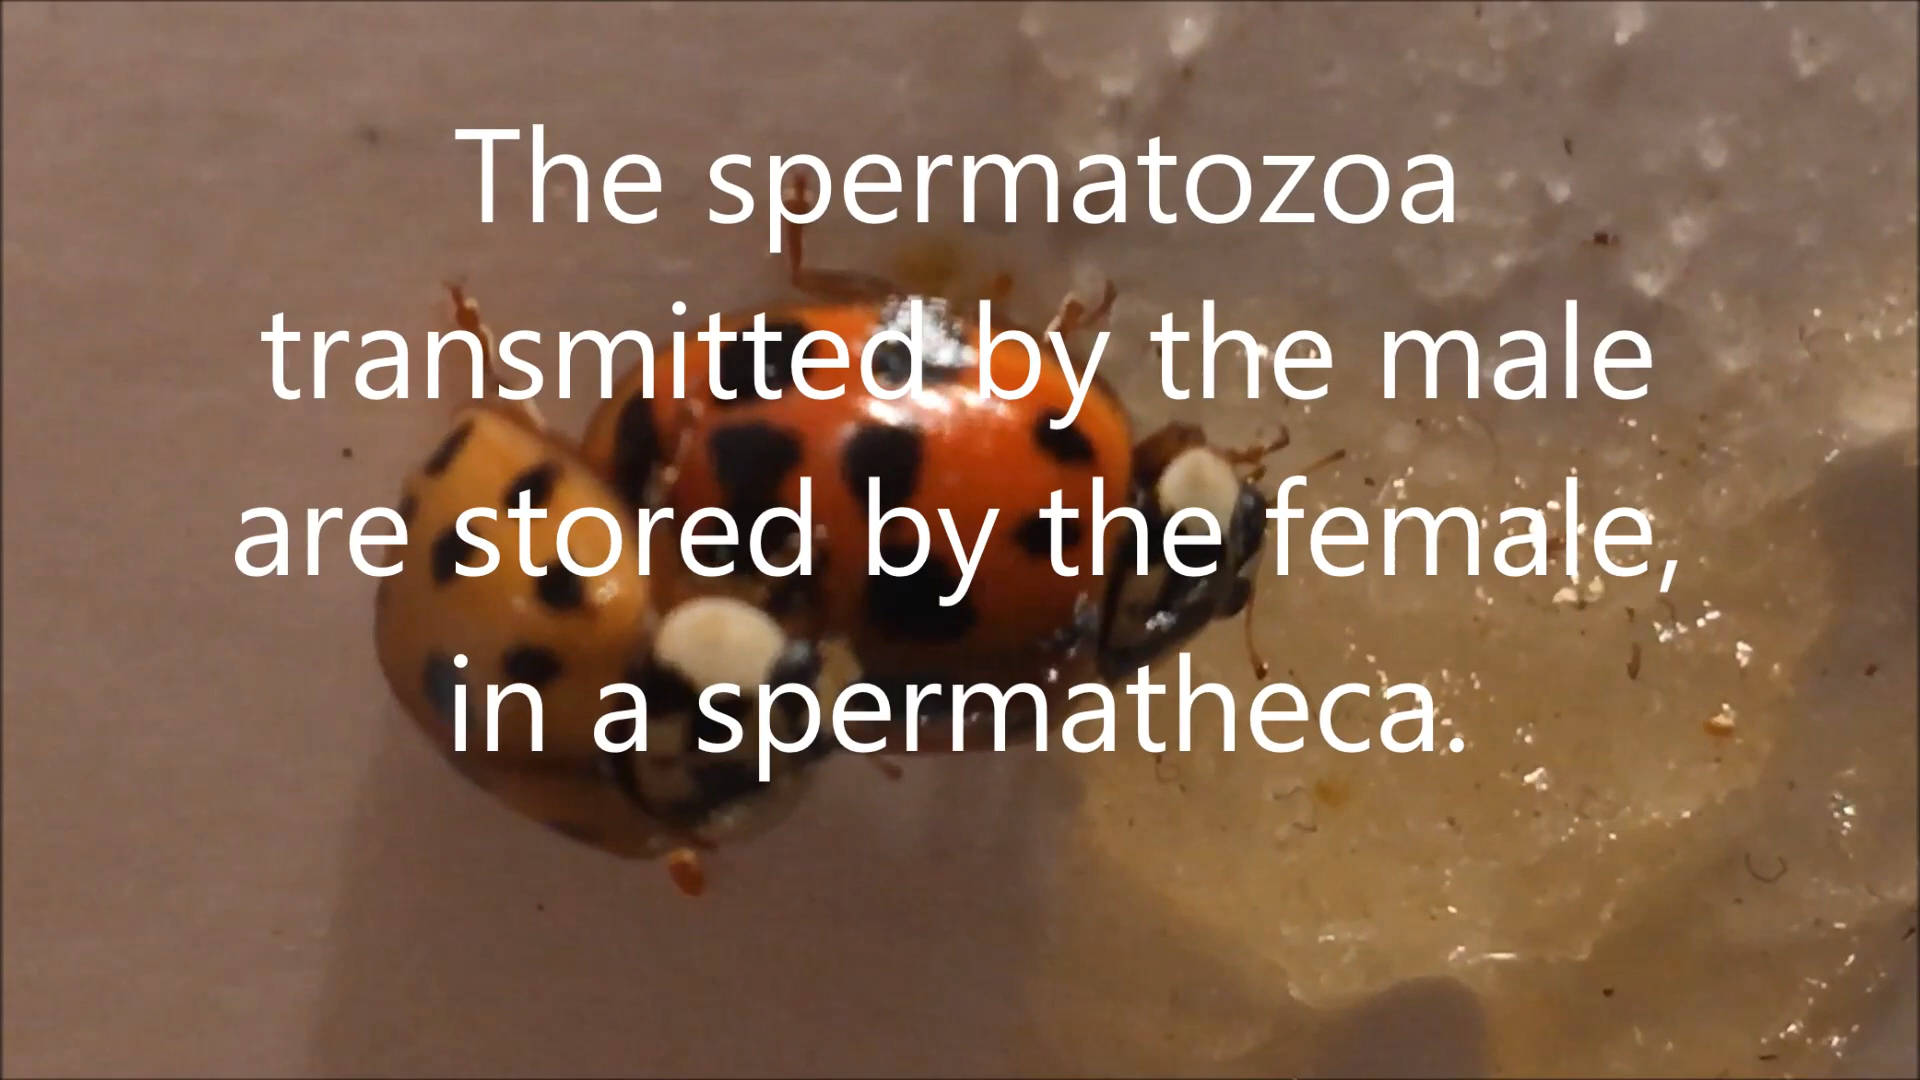 The spermatozoa
transmitted by the male
are stored by the female,
in a spermatheca.